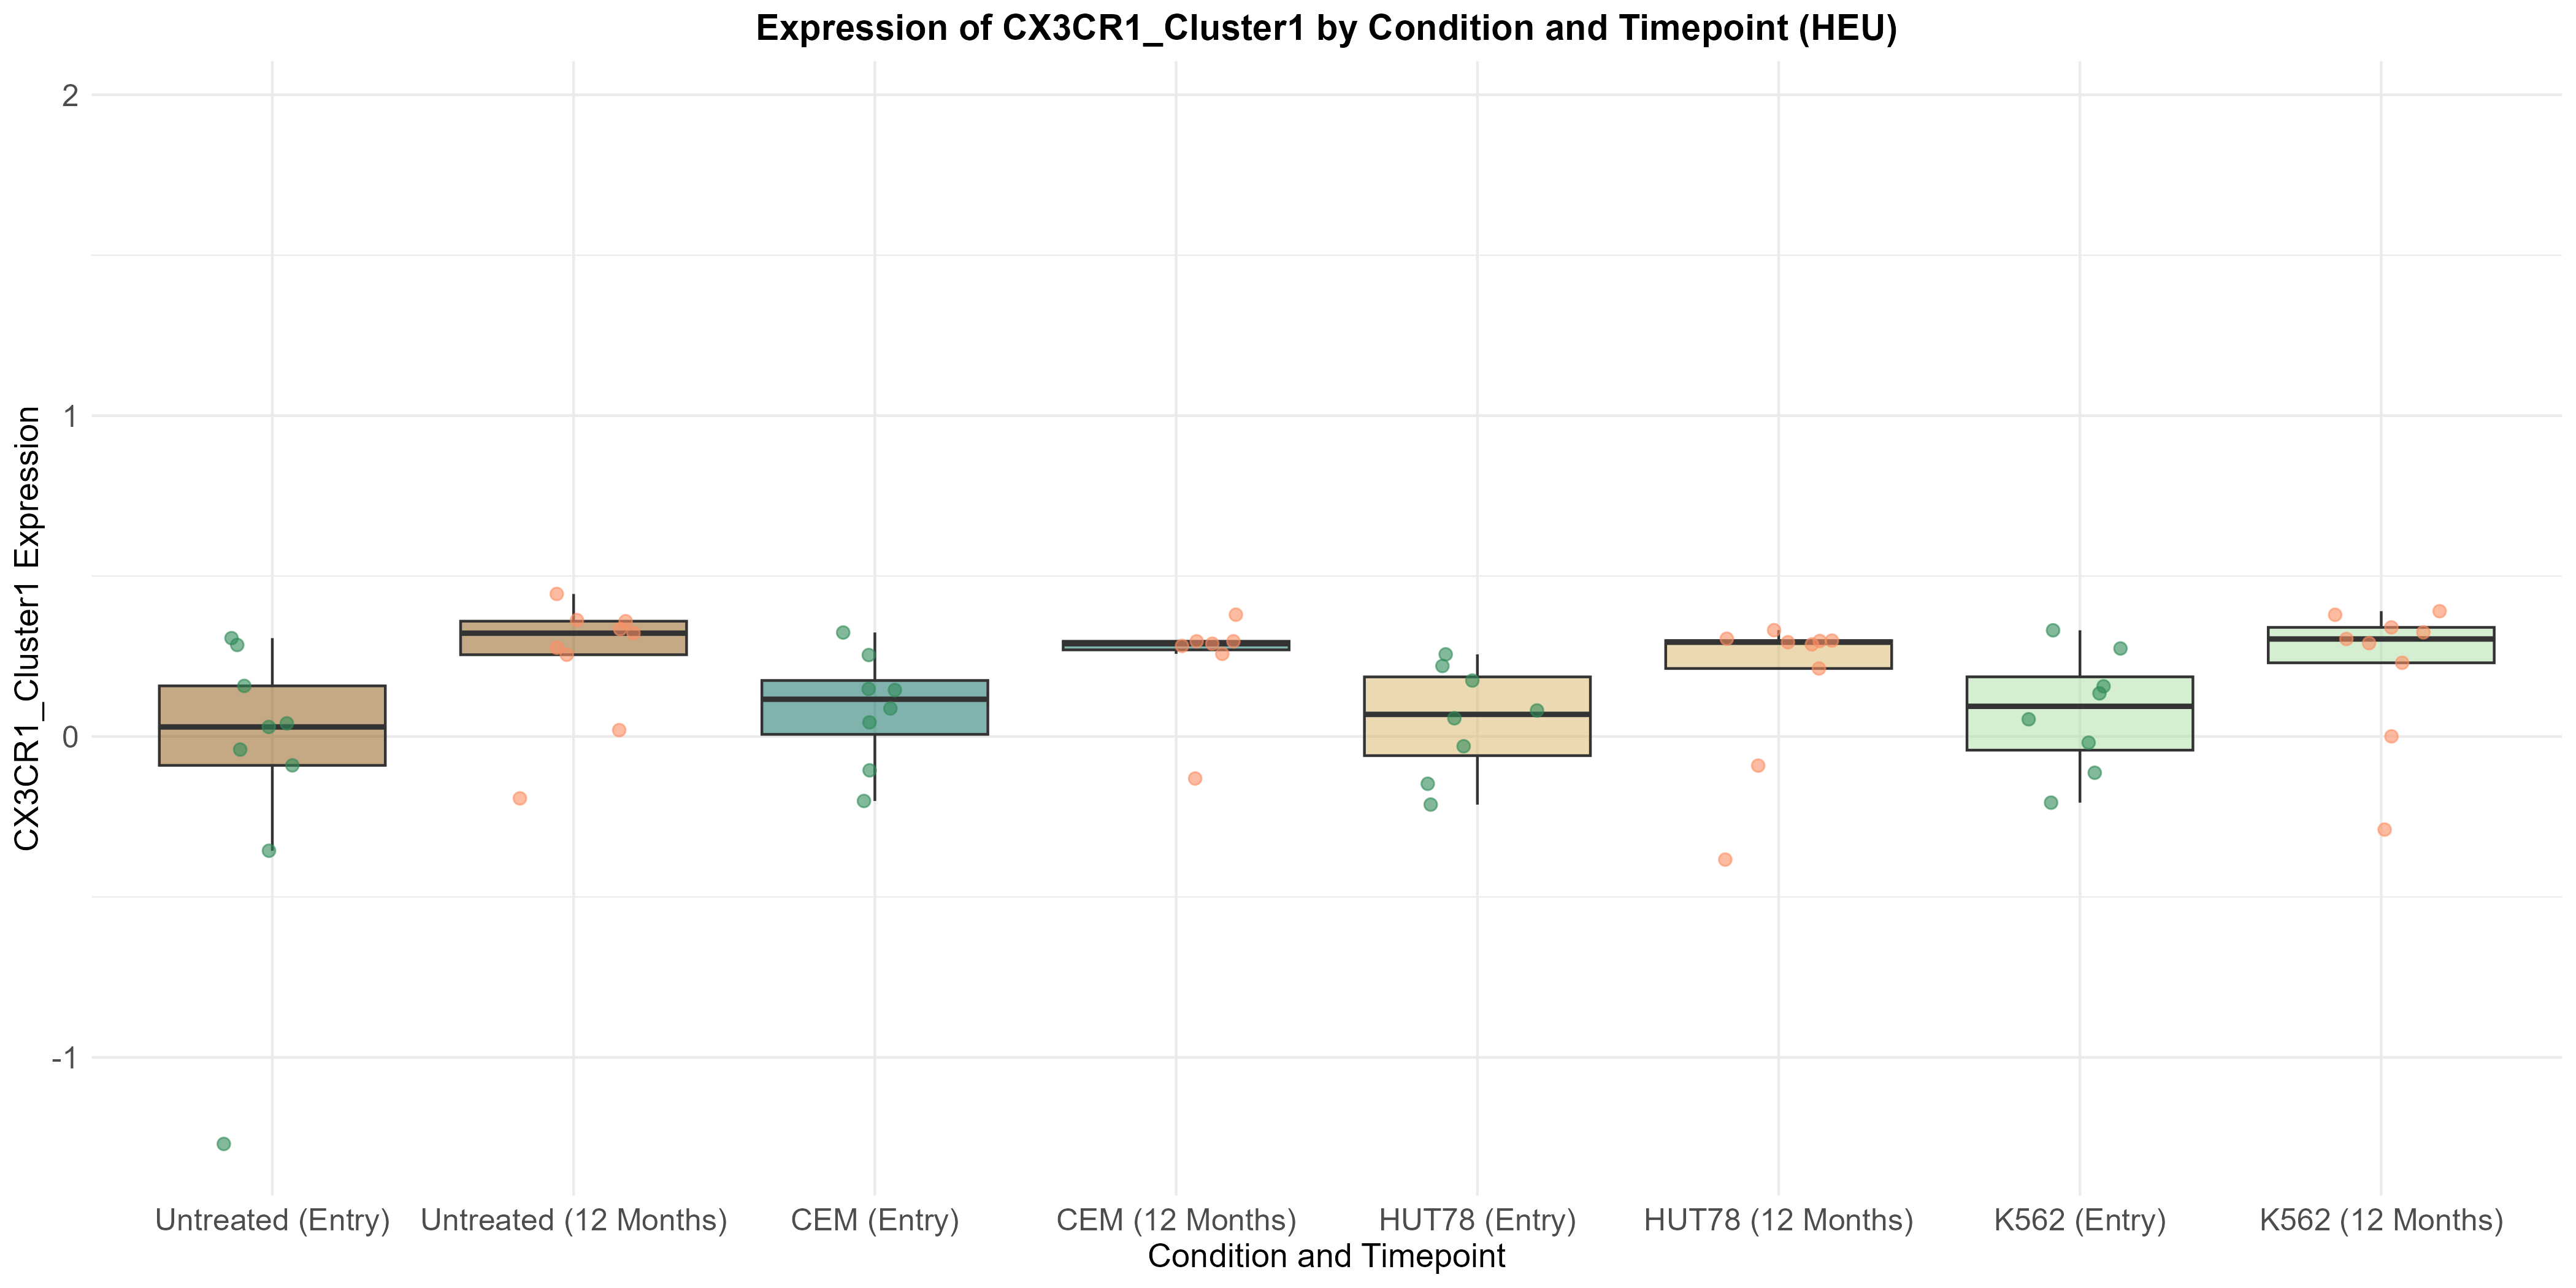 Expression of CX3CR1_Cluster1 by Condition and Timepoint (HEU)
CX3CR1_Cluster1 Expression
2
1
0
-1
Untreated (Entry)
Untreated (12 Months)
CEM (Entry)
CEM (12 Months)
HUT78 (Entry)
HUT78 (12 Months)
K562 (Entry)
K562 (12 Months)
Condition and Timepoint